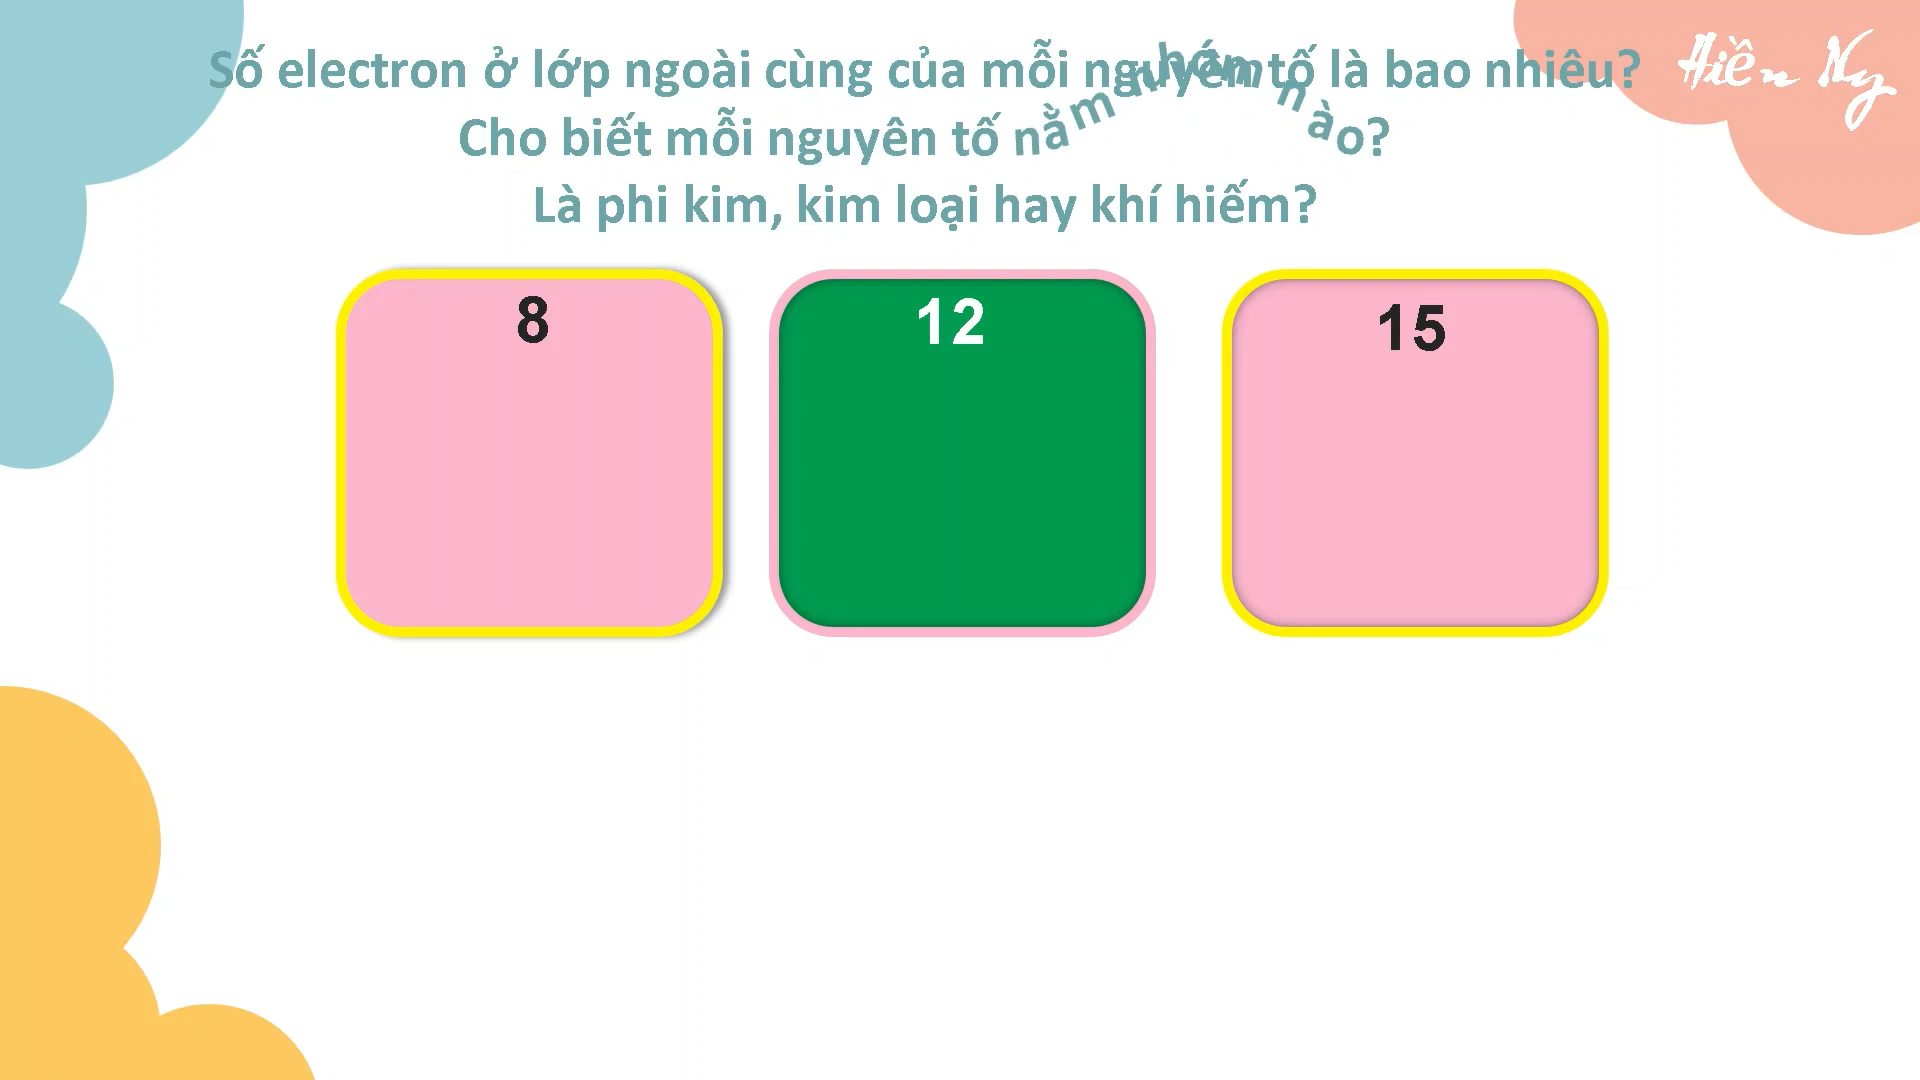 Số electron ở lớp ngoài cùng của mỗi nguyên tố là bao nhiêu?
Cho biết mỗi nguyên tố nằm nhóm nào?
Là phi kim, kim loại hay khí hiếm?
8
12
15
Hiền Ny